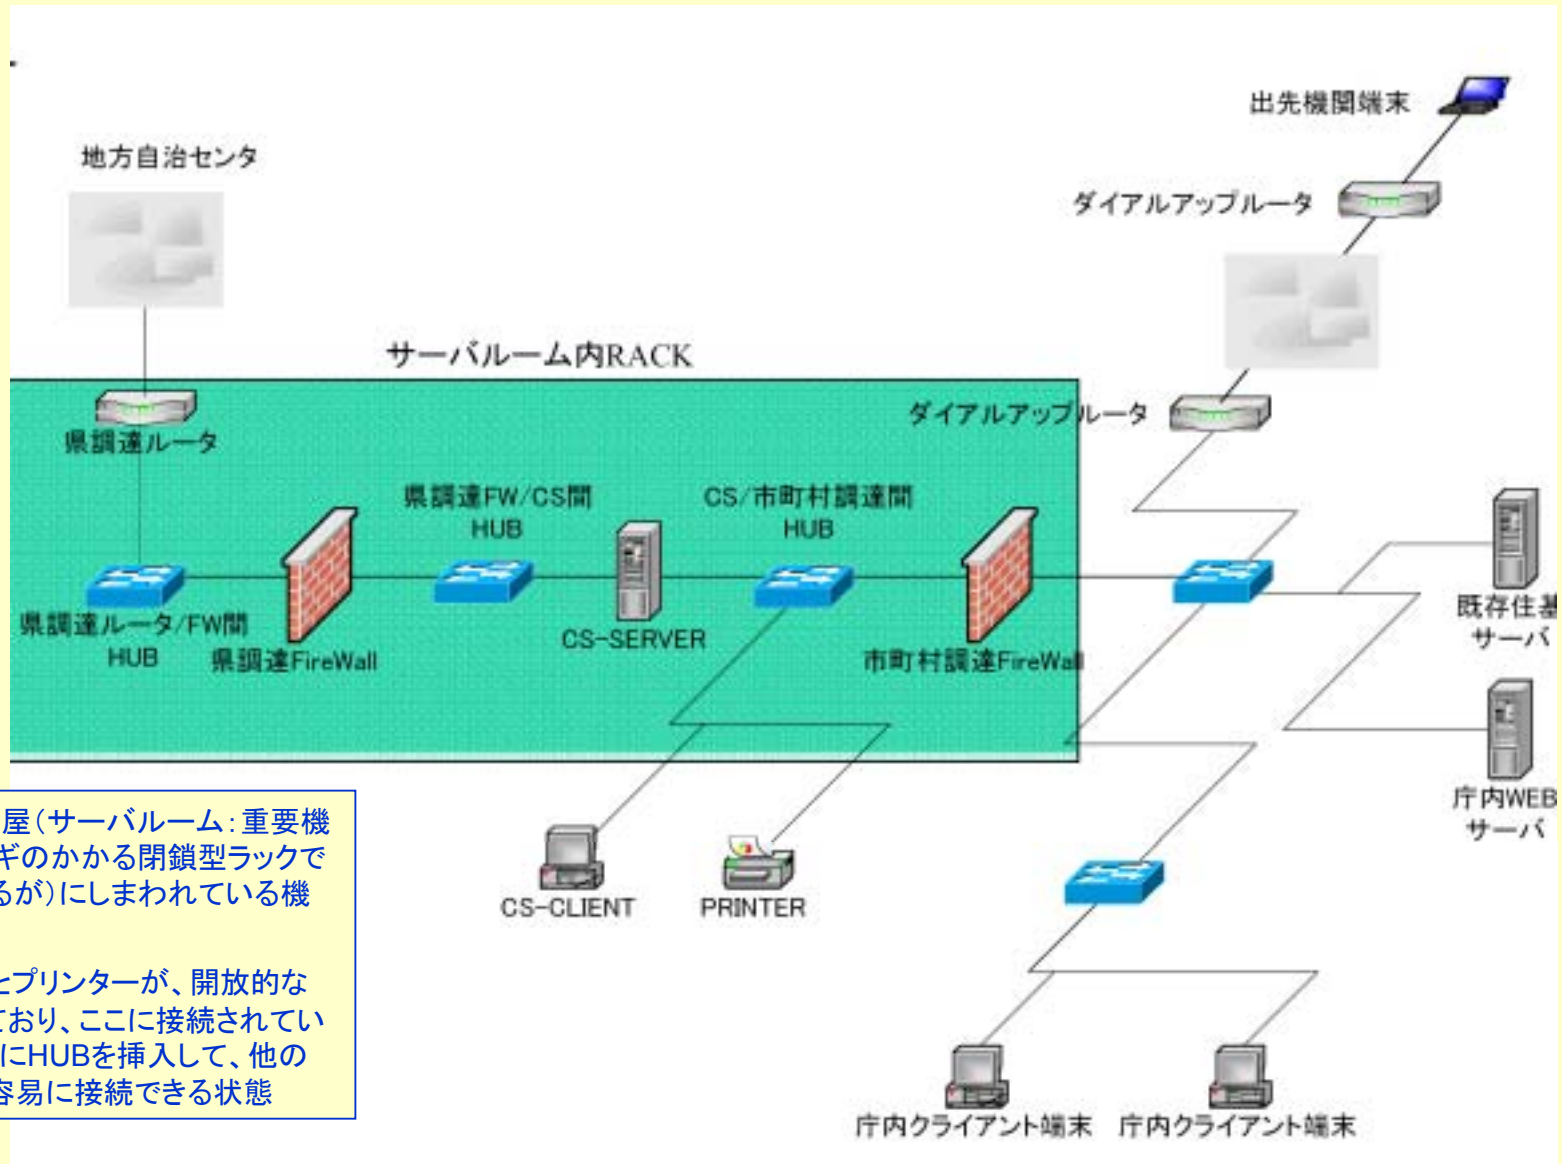 出先機関端末
地方自治センタ
ダイアルアップルータ
サーバルーム内RACK
ダイアルアップルータ
県調達ルータ
県調達FW/CS間
HUB
CS/市町村調達間
HUB
既存住基
サーバ
県調達ルータ/FW間
HUB
県調達FireWall
CS-SERVER
市町村調達FireWall
庁内WEB
サーバ
屋(サーバルーム:重要機
ギのかかる閉鎖型ラックで
るが)にしまわれている機
CS-CLIENT
PRINTER
とプリンターが、開放的な
ており、ここに接続されてい
にHUBを挿入して、他の
容易に接続できる状態
庁内クライアント端末
庁内クライアント端末